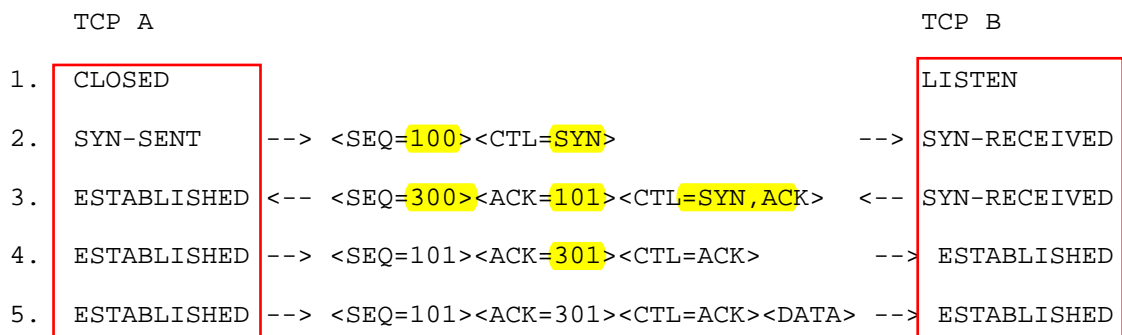 TCP A TCP B
1. CLOSED LISTEN
2. SYN-SENT --> <SEQ=100><CTL=SYN> --> SYN-RECEIVED
3. ESTABLISHED <-- <SEQ=300><ACK=101><CTL=SYN,ACK> <-- SYN-RECEIVED
4. ESTABLISHED --> <SEQ=101><ACK=301><CTL=ACK> --> ESTABLISHED
5. ESTABLISHED --> <SEQ=101><ACK=301><CTL=ACK><DATA> --> ESTABLISHED